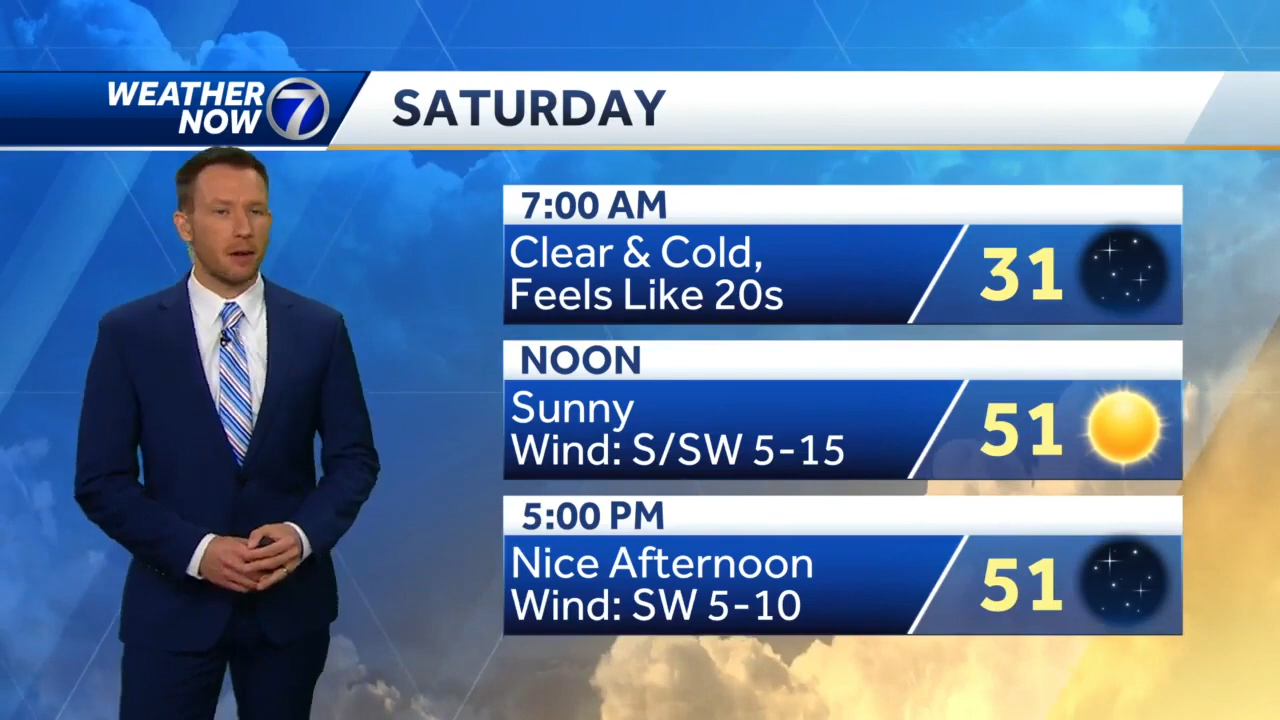 WEATHER
NOW 7
SATURDAY
7:00 AM
Clear & Cold,
Feels Like 20s
31
NOON
Sunny
Wind: S/SW 5-15
51
5:00 PM
Nice Afternoon
Wind: SW 5-10
51